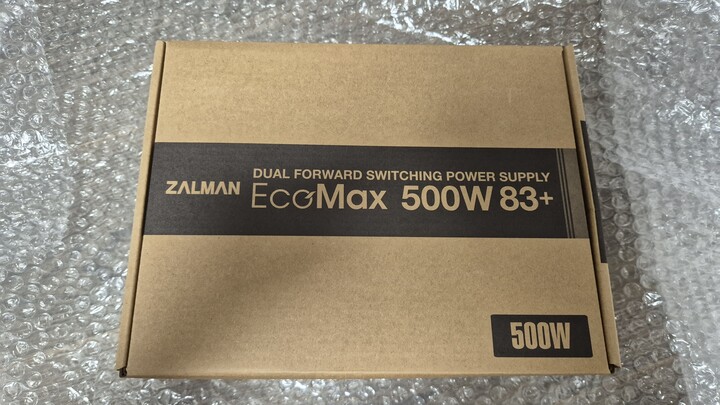 ZALMAN
DUAL FORWARD SWITCHING POWER SUPPLY
EcoMax 500W 83+
500W